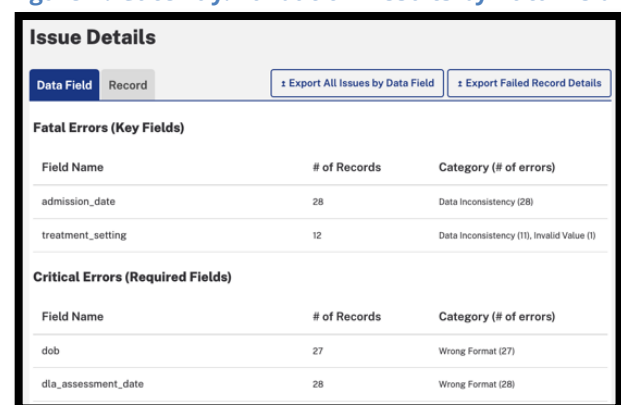 Issue Details
Data Field Record ↥ Export All Issues by Data Field ↥ Export Failed Record Details
Fatal Errors (Key Fields)
Field Name # of Records Category (# of errors)
admission_date 28 Data Inconsistency (28)
treatment_setting 12 Data Inconsistency (11), Invalid Value (1)
Critical Errors (Required Fields)
Field Name # of Records Category (# of errors)
dob 27 Wrong Format (27)
dla_assessment_date 28 Wrong Format (28)